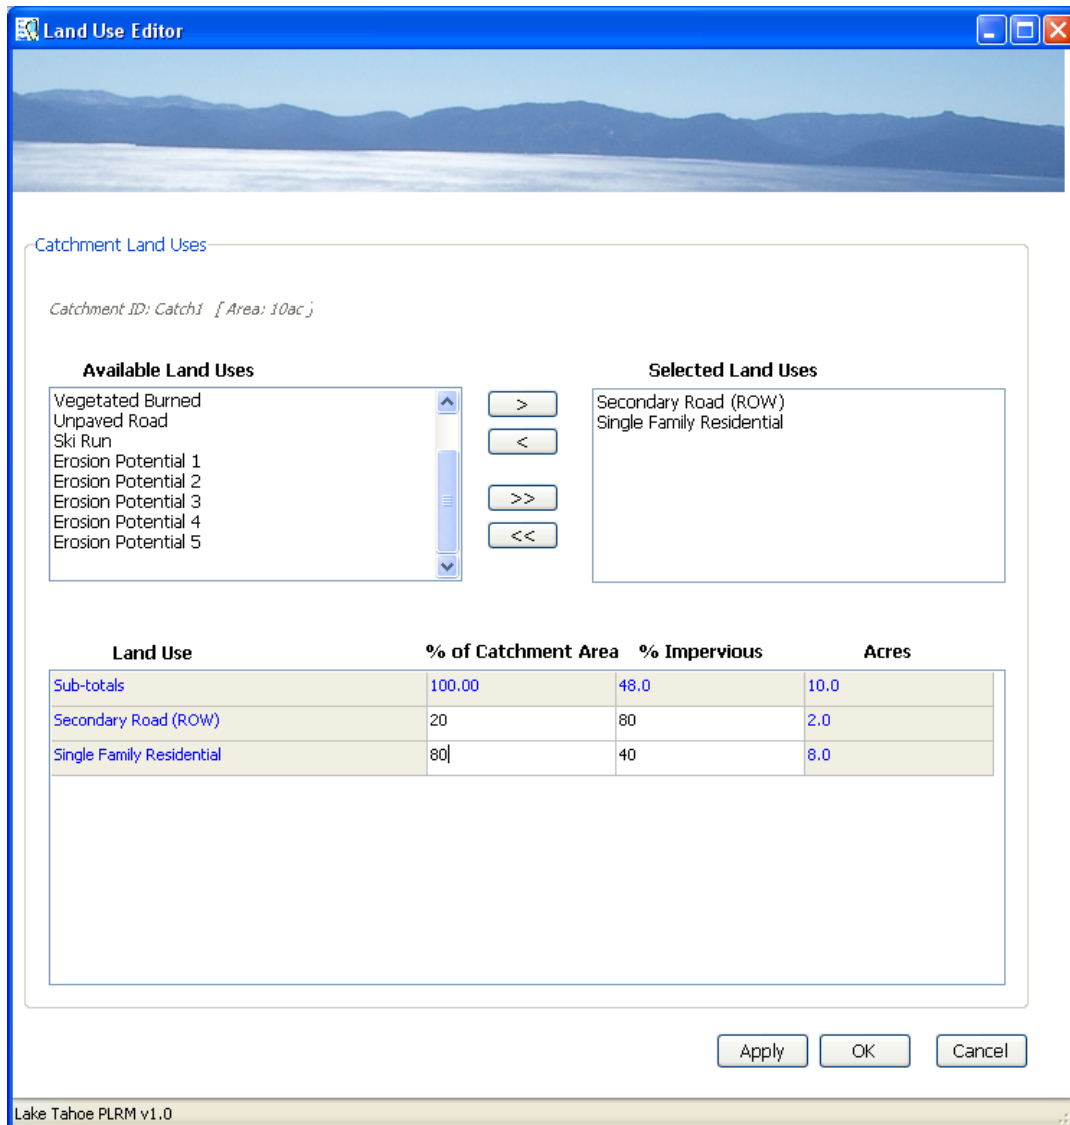 Land Use Editor
Catchment Land Uses
Catchment ID: Catch1 [ Area: 10ac ]
Available Land Uses
Vegetated Burned
Unpaved Road
Ski Run
Erosion Potential 1
Erosion Potential 2
Erosion Potential 3
Erosion Potential 4
Erosion Potential 5
>
<
>>
<<
Selected Land Uses
Secondary Road (ROW)
Single Family Residential
Land Use % of Catchment Area % Impervious Acres
Sub-totals 100.00 48.0 10.0
Secondary Road (ROW) 20 80 2.0
Single Family Residential 80 40 8.0
Apply OK Cancel
Lake Tahoe PLRM v1.0